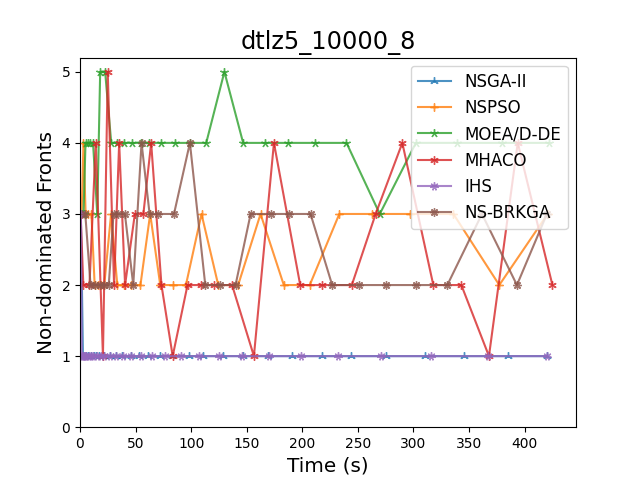 dtlz5_10000_8
Non-dominated Fronts
5
4
3
2
1
0
0 50 100 150 200 250 300 350 400
Time (s)
NSGA-II
NSPSO
MOEA/D-DE
MHACO
IHS
NS-BRKGA